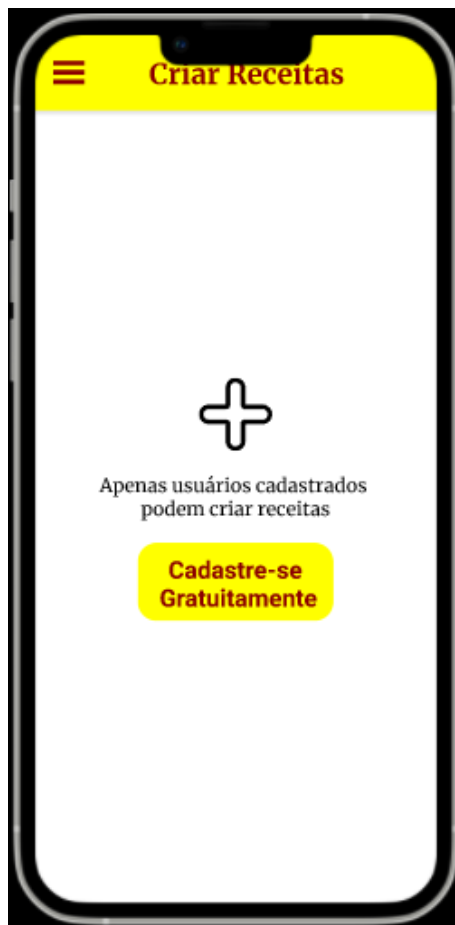 Criar Receitas
Apenas usuários cadastrados
podem criar receitas
Cadastre-se
Gratuitamente